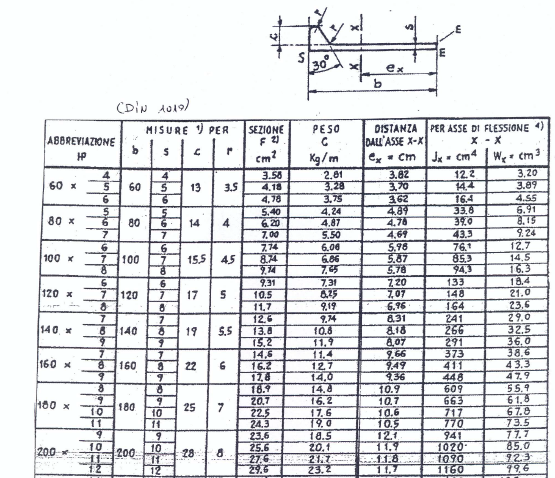 c
r
r
x
s
E
S
30°
x
m
e x
b
(DIN 1019)
ABBREVIAZIONE HP
MISURE 1) PER
b s c r
SEZIONE F 2) cm²
PESO G Kg/m
DISTANZA DALL'ASSE X-X ex = cm
PER ASSE DI FLESSIONE 4) X - X
Jx = cm⁴ Wx = cm³
60 x 4 60 4 13 3.5 3.58 2.81 3.82 12.2 3.20
5 5 4.18 3.28 3.70 14.4 3.89
6 6 4.78 3.75 3.62 16.4 4.55
80 x 5 80 5 14 4 5.40 4.24 4.89 33.8 6.91
6 6 6.20 4.87 4.78 39.0 8.15
7 7 7.00 5.50 4.69 43.3 9.24
100 x 6 100 6 15.5 4.5 7.74 6.08 5.98 76.1 12.7
7 7 8.74 6.86 5.87 85.3 14.5
8 8 9.74 7.65 5.78 94.3 16.3
120 x 6 120 6 17 5 9.31 7.31 7.20 133 18.4
7 7 10.5 8.25 7.07 148 21.0
8 8 11.7 9.19 6.96 164 23.6
140 x 7 140 7 19 5.5 12.6 9.74 8.31 241 29.0
8 8 13.8 10.8 8.18 266 32.5
9 9 15.2 11.9 8.07 291 36.0
160 x 7 160 7 22 6 14.6 11.4 9.66 373 38.6
8 8 16.2 12.7 9.49 411 43.3
9 9 17.8 14.0 9.36 448 47.9
180 x 8 180 8 25 7 18.9 14.8 10.9 609 55.9
9 9 20.7 16.2 10.7 663 61.8
10 10 22.5 17.6 10.6 717 67.8
11 11 24.3 19.0 10.5 770 73.5
200 x 9 200 9 28 8 23.6 18.5 12.1 941 77.7
10 10 25.6 20.1 11.9 1020 85.0
11 11 27.6 21.7 11.8 1090 92.3
12 12 29.6 23.2 11.7 1160 99.6